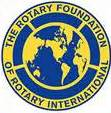 THE ROTARY FOUNDATION
OF ROTARY INTERNATIONAL